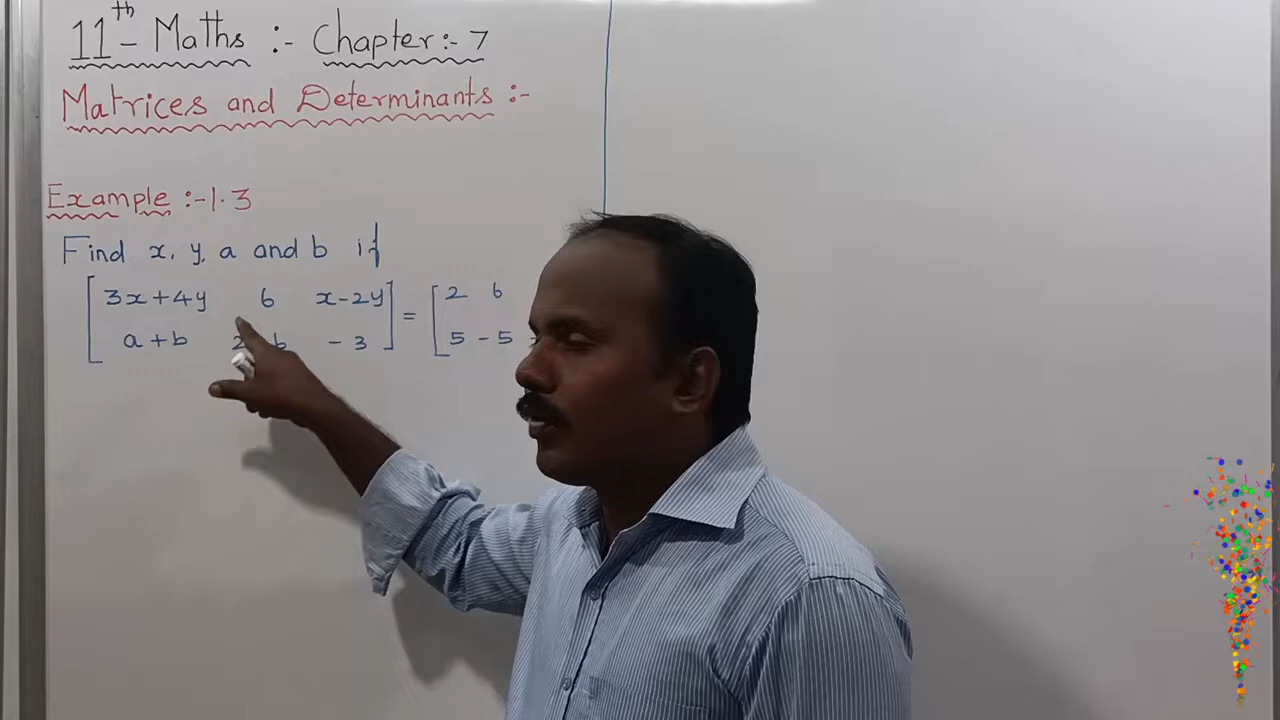 11th - Maths :- Chapter:- 7
Matrices and Determinants :-
Example :- 1.3
Find x, y, a and b if
[ 3x+4y 6 x-2y ] = [ 2 6
a+b 2 b -3 5 -5